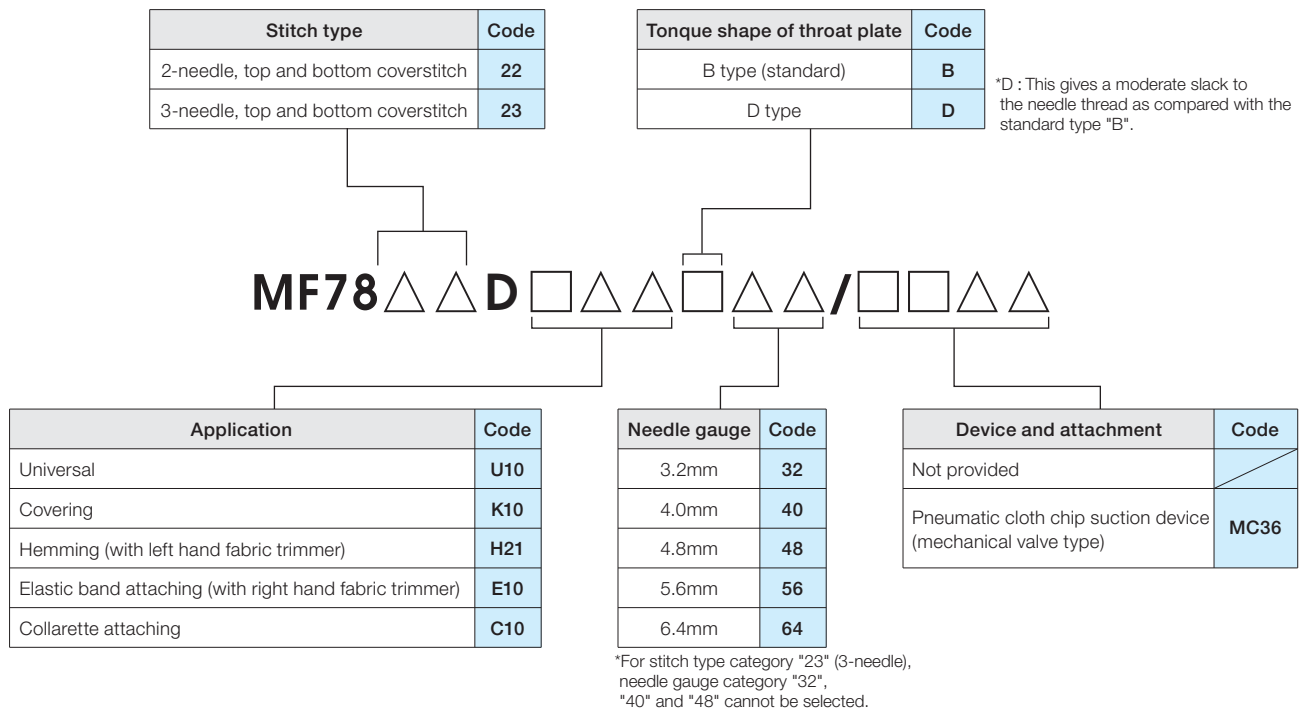 Stitch type Code
2-needle, top and bottom coverstitch 22
3-needle, top and bottom coverstitch 23
Tonque shape of throat plate Code
B type (standard) B
D type D
*D : This gives a moderate slack to
the needle thread as compared with the
standard type "B".
MF78△△D□△△□△△/□□△△
Application Code
Universal U10
Covering K10
Hemming (with left hand fabric trimmer) H21
Elastic band attaching (with right hand fabric trimmer) E10
Collarette attaching C10
Needle gauge Code
3.2mm 32
4.0mm 40
4.8mm 48
5.6mm 56
6.4mm 64
*For stitch type category "23" (3-needle),
needle gauge category "32",
"40" and "48" cannot be selected.
Device and attachment Code
Not provided
Pneumatic cloth chip suction device
(mechanical valve type) MC36